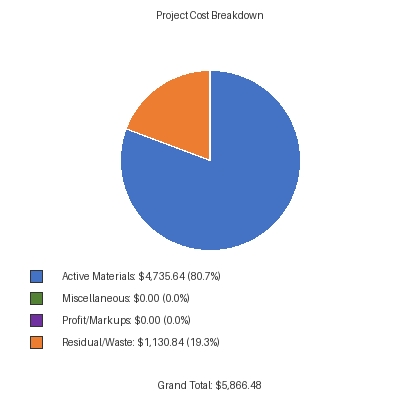 Project Cost Breakdown
Active Materials: $4,735.64 (80.7%)
Miscellaneous: $0.00 (0.0%)
Profit/Markups: $0.00 (0.0%)
Residual/Waste: $1,130.84 (19.3%)
Grand Total: $5,866.48